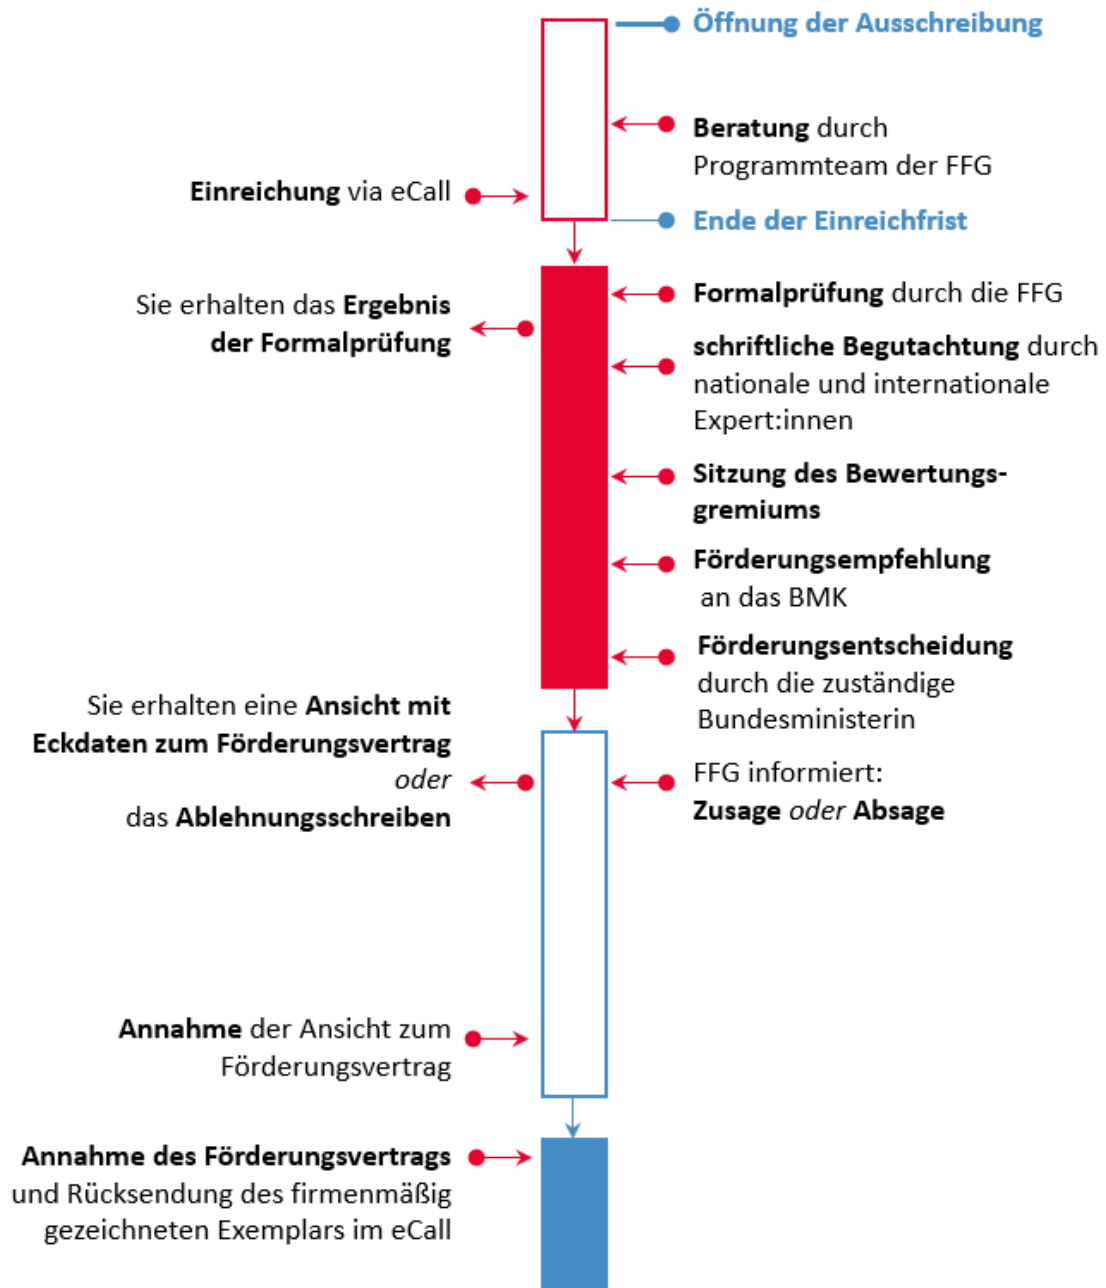 Öffnung der Ausschreibung
Beratung durch
Programmteam der FFG
Einreichung via eCall
Ende der Einreichfrist
Formalprüfung durch die FFG
Sie erhalten das Ergebnis
der Formalprüfung
schriftliche Begutachtung durch
nationale und internationale
Expert:innen
Sitzung des Bewertungs-
gremiums
Förderungsempfehlung
an das BMK
Förderungsentscheidung
durch die zuständige
Bundesministerin
Sie erhalten eine Ansicht mit
Eckdaten zum Förderungsvertrag
oder
das Ablehnungsschreiben
FFG informiert:
Zusage oder Absage
Annahme der Ansicht zum
Förderungsvertrag
Annahme des Förderungsvertrags
und Rücksendung des firmenmäßig
gezeichneten Exemplars im eCall